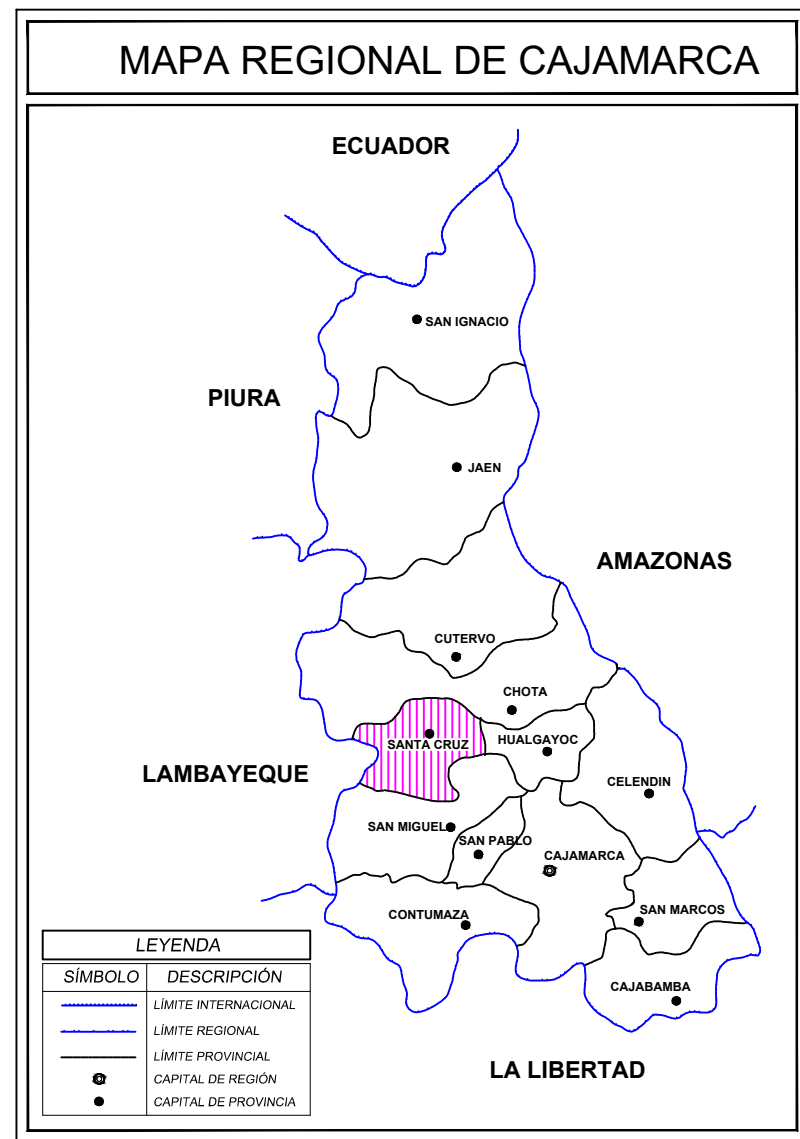 MAPA REGIONAL DE CAJAMARCA
ECUADOR
SAN IGNACIO
PIURA
JAEN
AMAZONAS
CUTERVO
CHOTA
SANTA CRUZ
HUALGAYOC
LAMBAYEQUE
CELENDIN
SAN MIGUEL
SAN PABLO
CAJAMARCA
CONTUMAZA
SAN MARCOS
CAJABAMBA
LA LIBERTAD
LEYENDA
SÍMBOLO DESCRIPCIÓN
LÍMITE INTERNACIONAL
LÍMITE REGIONAL
LÍMITE PROVINCIAL
CAPITAL DE REGIÓN
CAPITAL DE PROVINCIA